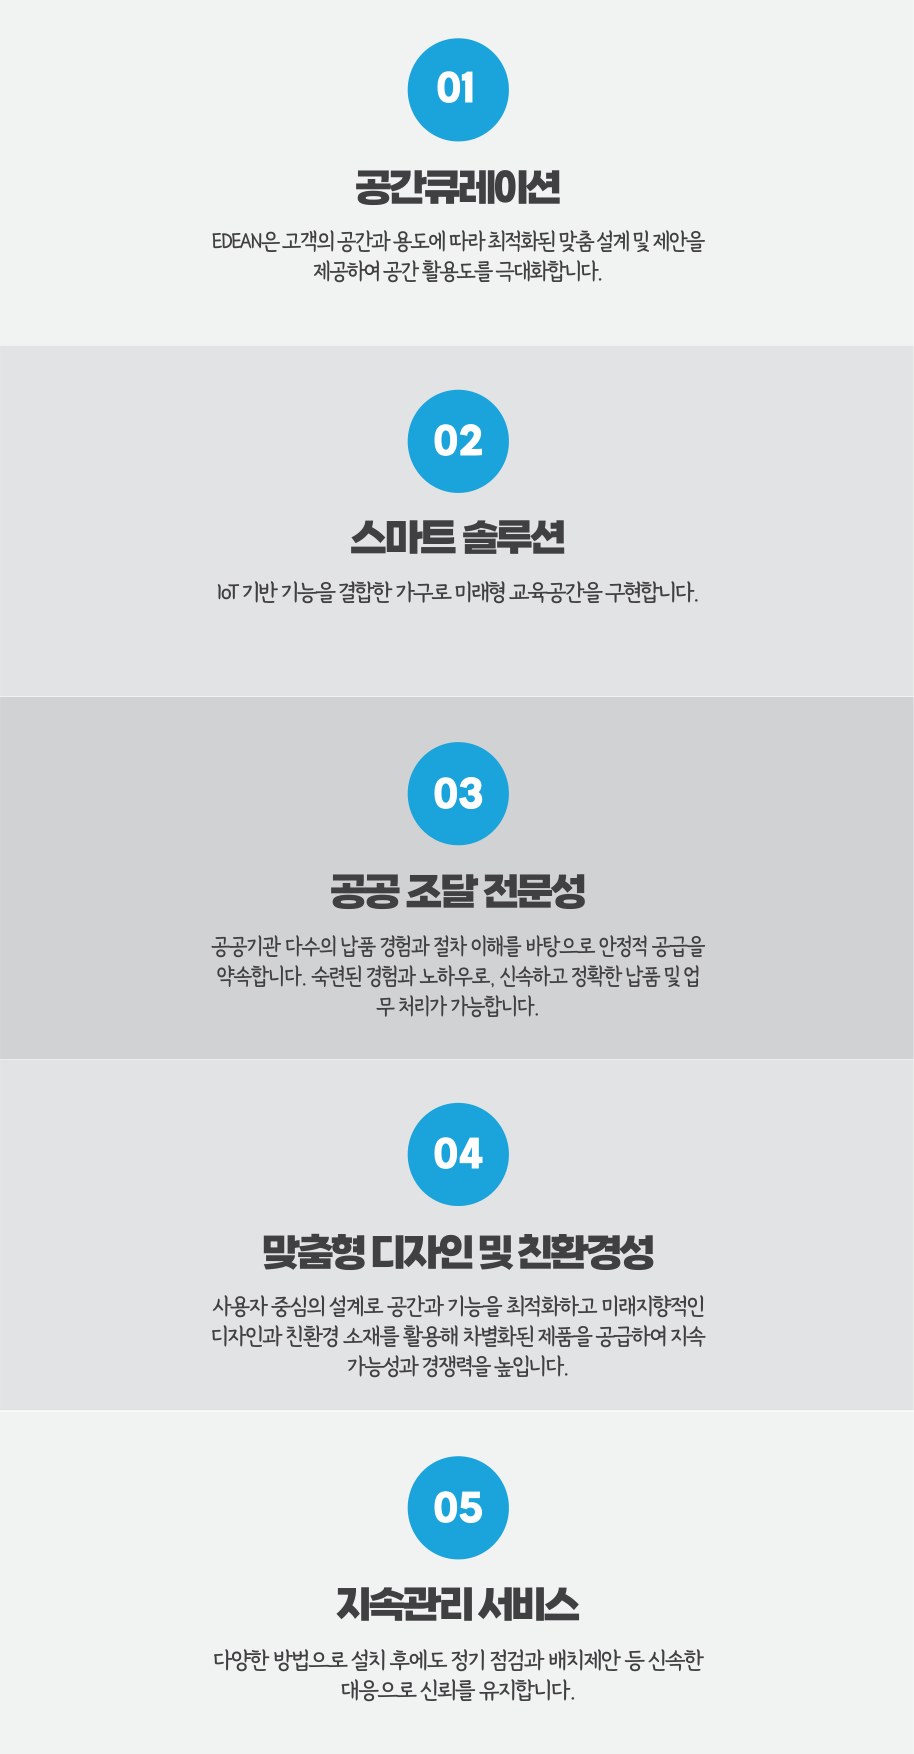 01
공간큐레이션
EDEAN은 고객의 공간과 용도에 따라 최적화된 맞춤 설계 및 제안을
제공하여 공간 활용도를 극대화합니다.
02
스마트 솔루션
IoT 기반 기능을 결합한 가구로 미래형 교육공간을 구현합니다.
03
공공 조달 전문성
공공기관 다수의 납품 경험과 절차 이해를 바탕으로 안정적 공급을
약속합니다. 숙련된 경험과 노하우로, 신속하고 정확한 납품 및 업
무 처리가 가능합니다.
04
맞춤형 디자인 및 친환경성
사용자 중심의 설계로 공간과 기능을 최적화하고 미래지향적인
디자인과 친환경 소재를 활용해 차별화된 제품을 공급하여 지속
가능성과 경쟁력을 높입니다.
05
지속관리 서비스
다양한 방법으로 설치 후에도 정기 점검과 배치제안 등 신속한
대응으로 신뢰를 유지합니다.